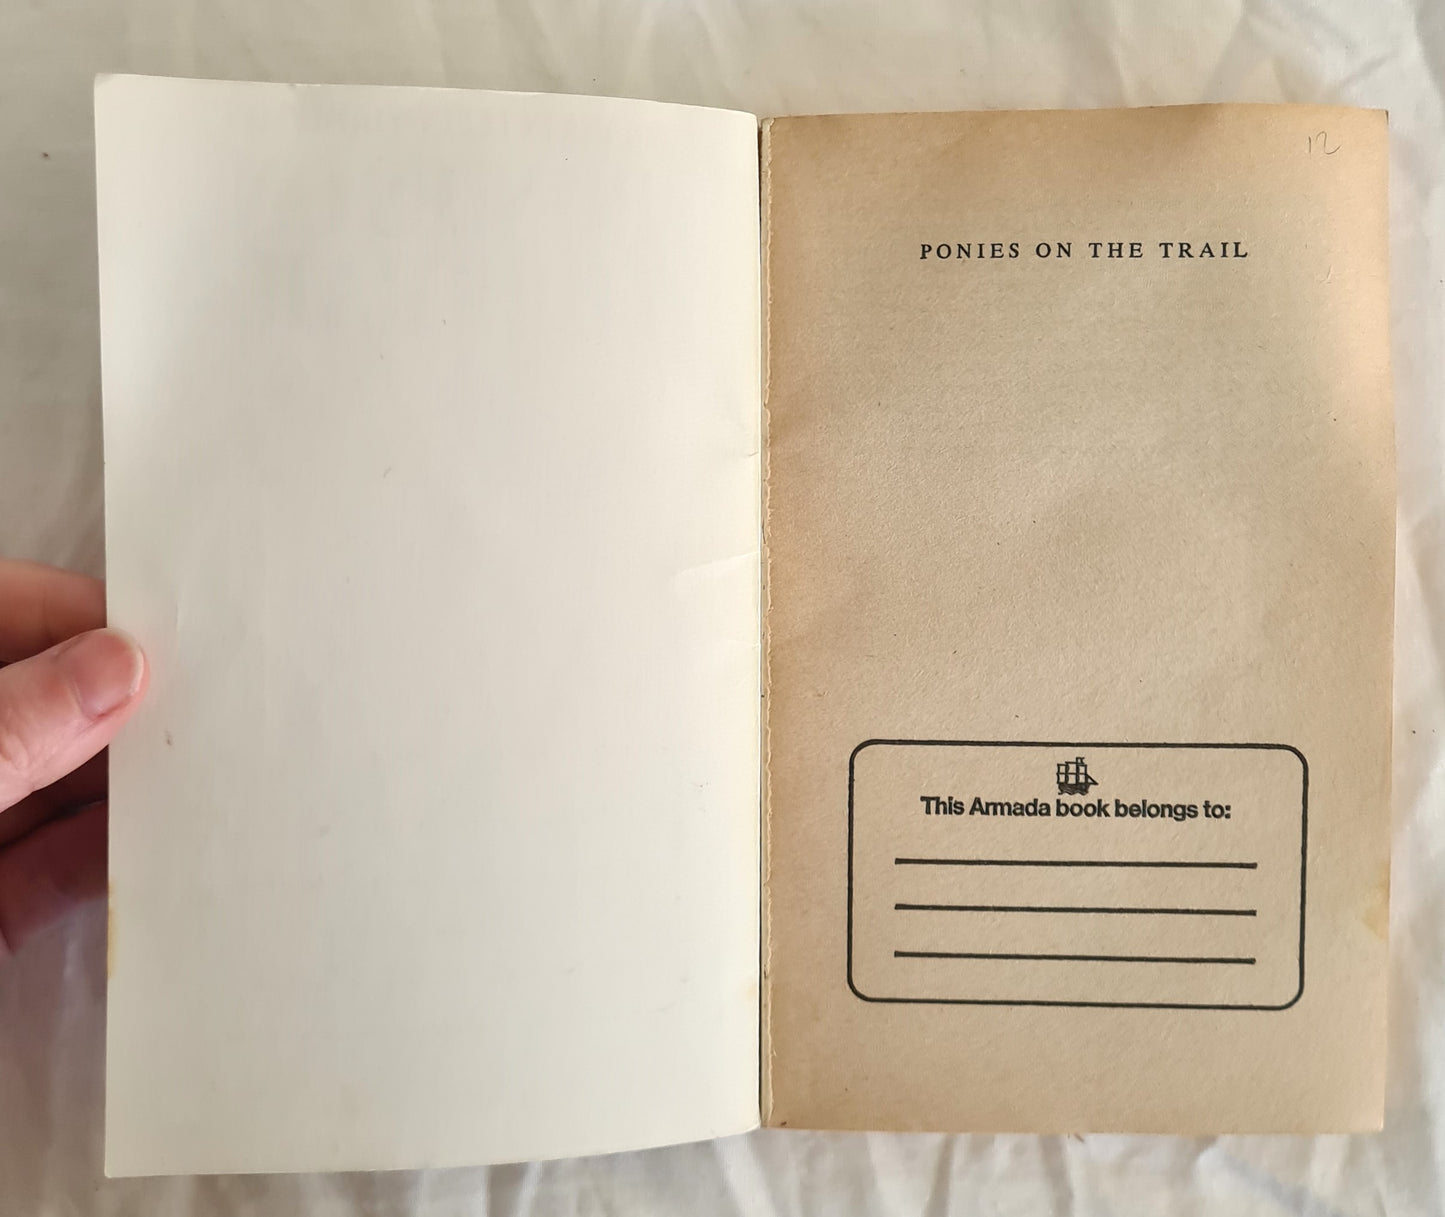 12
PONIES ON THE TRAIL
This Armada book belongs to: